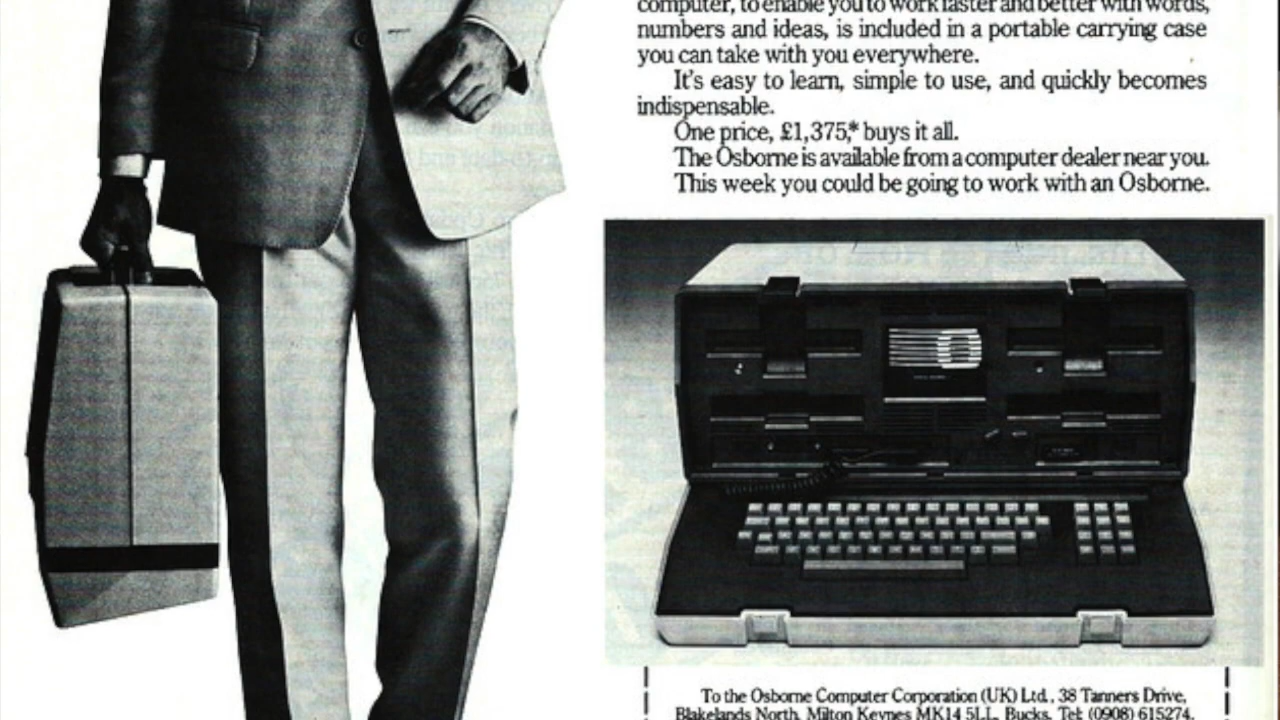 computer, to enable you to work faster and better with words,
numbers and ideas, is included in a portable carrying case
you can take with you everywhere.
It's easy to learn, simple to use, and quickly becomes
indispensable.
One price, £1,375,* buys it all.
The Osborne is available from a computer dealer near you.
This week you could be going to work with an Osborne.
To the Osborne Computer Corporation (UK) Ltd., 38 Tanners Drive,
Blakelands North, Milton Keynes MK14 5LL, Bucks. Tel: (0908) 615274.